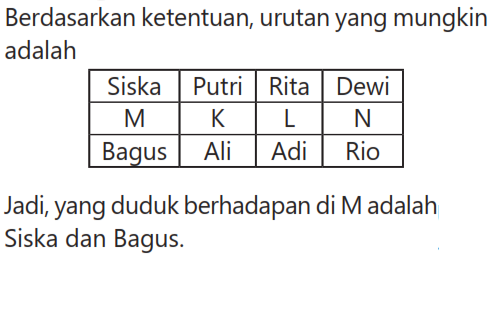 Berdasarkan ketentuan, urutan yang mungkin
adalah
Siska Putri Rita Dewi
M K L N
Bagus Ali Adi Rio
Jadi, yang duduk berhadapan di M adalah
Siska dan Bagus.